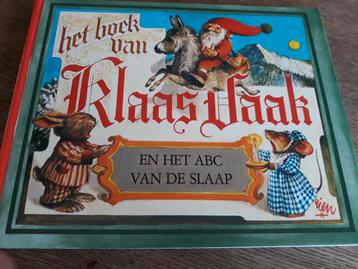 het boek
van
Klaas Vaak
EN HET ABC
VAN DE SLAAP